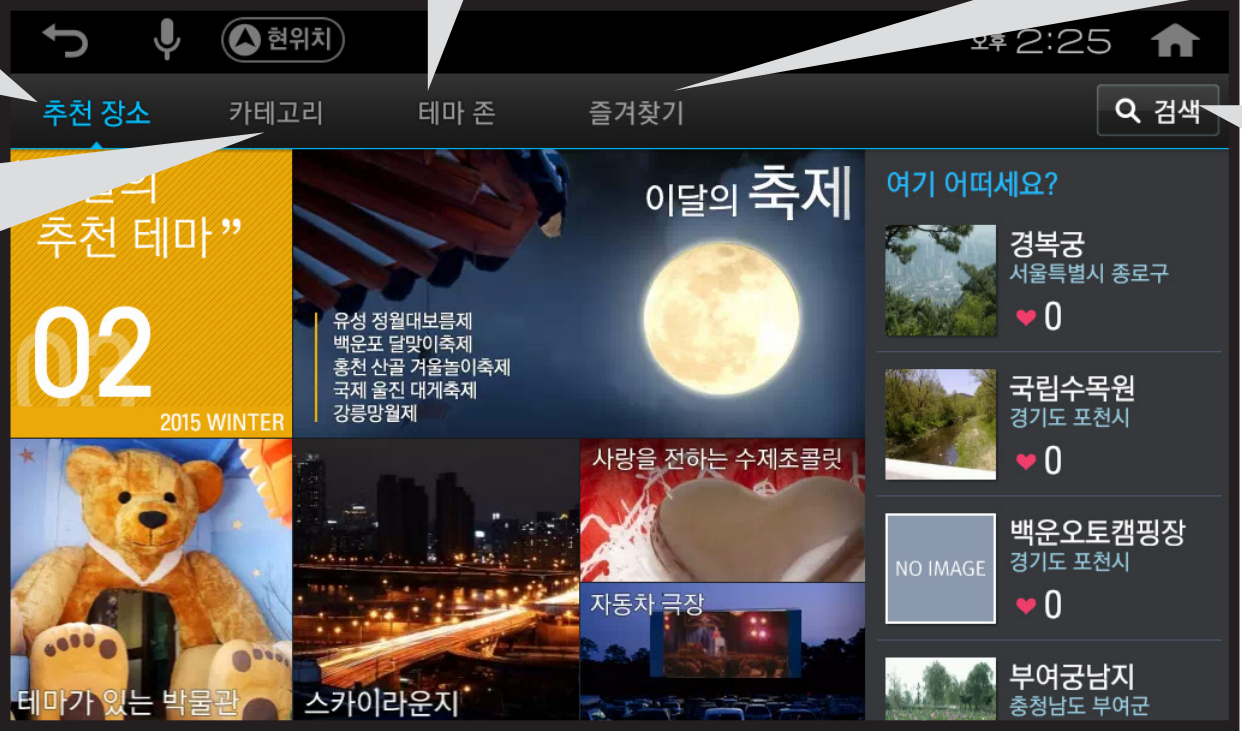 현위치
오후 2:25
추천 장소
카테고리
테마 존
즐겨찾기
검색
추천 테마”
02
2015 WINTER
이달의 축제
유성 정월대보름제
백운포 달맞이축제
홍천 산골 겨울놀이축제
국제 울진 대게축제
강릉망월제
테마가 있는 박물관
스카이라운지
사랑을 전하는 수제초콜릿
자동차 극장
여기 어떠세요?
경복궁
서울특별시 종로구
0
국립수목원
경기도 포천시
0
NO IMAGE
백운오토캠핑장
경기도 포천시
0
부여궁남지
충청남도 부여군